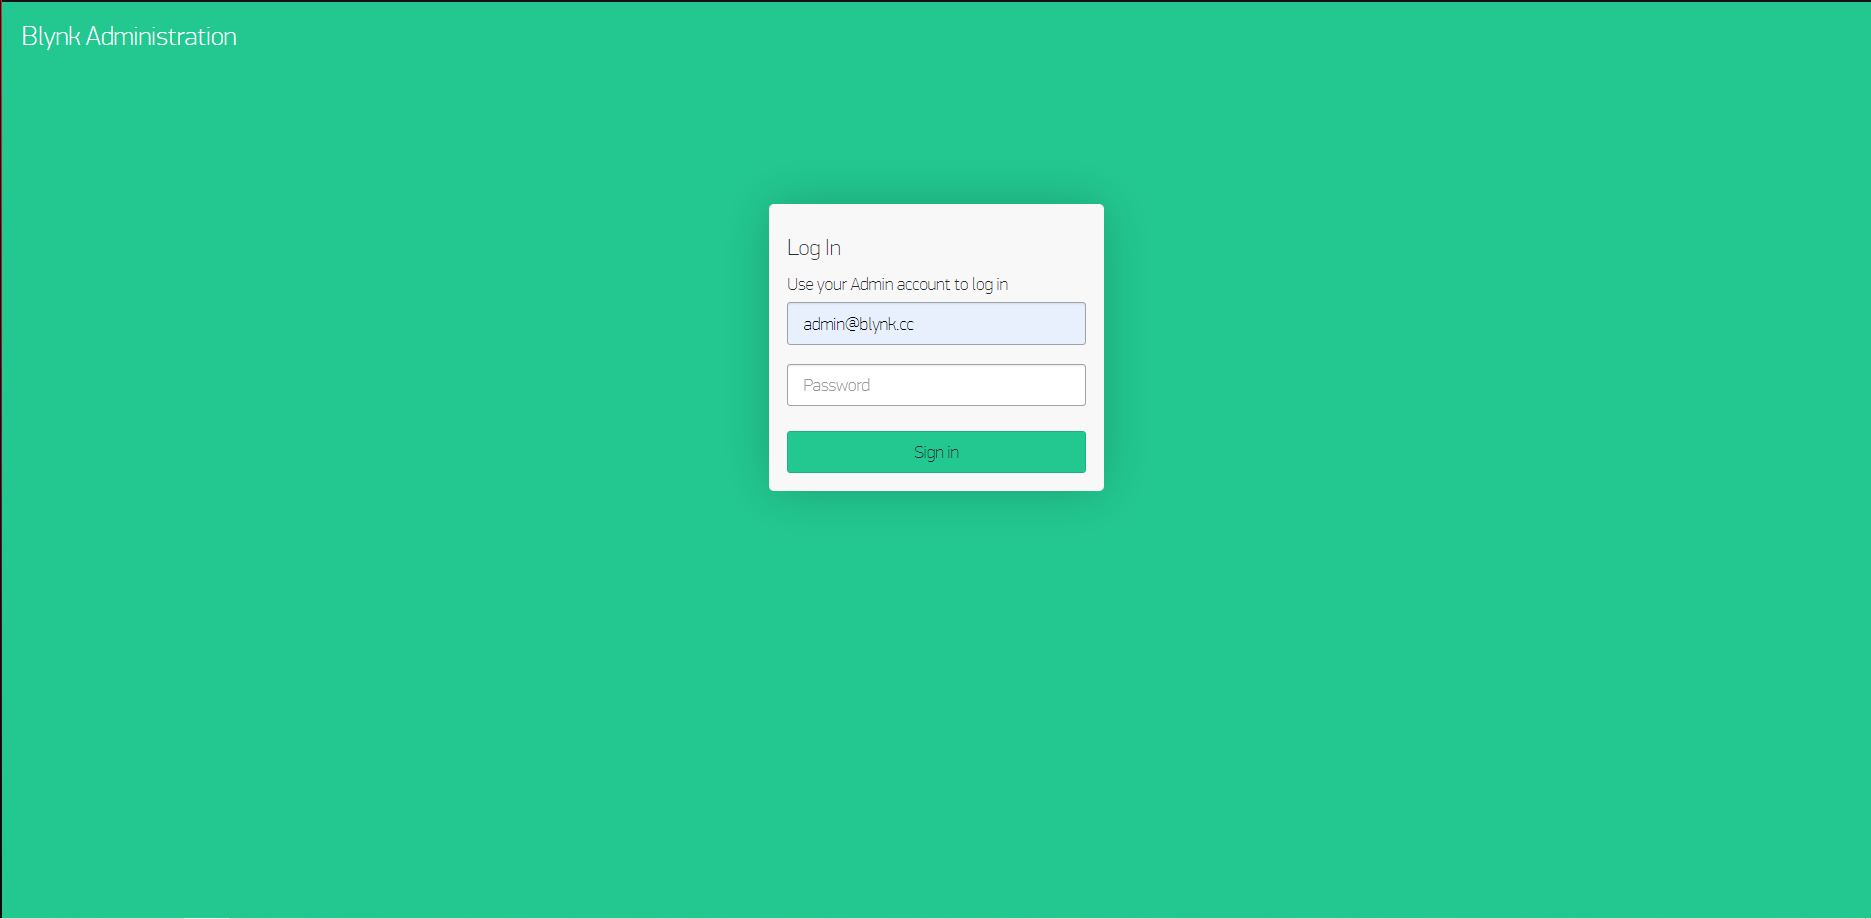 Blynk Administration
Log In
Use your Admin account to log in
admin@blynk.cc
Password
Sign in